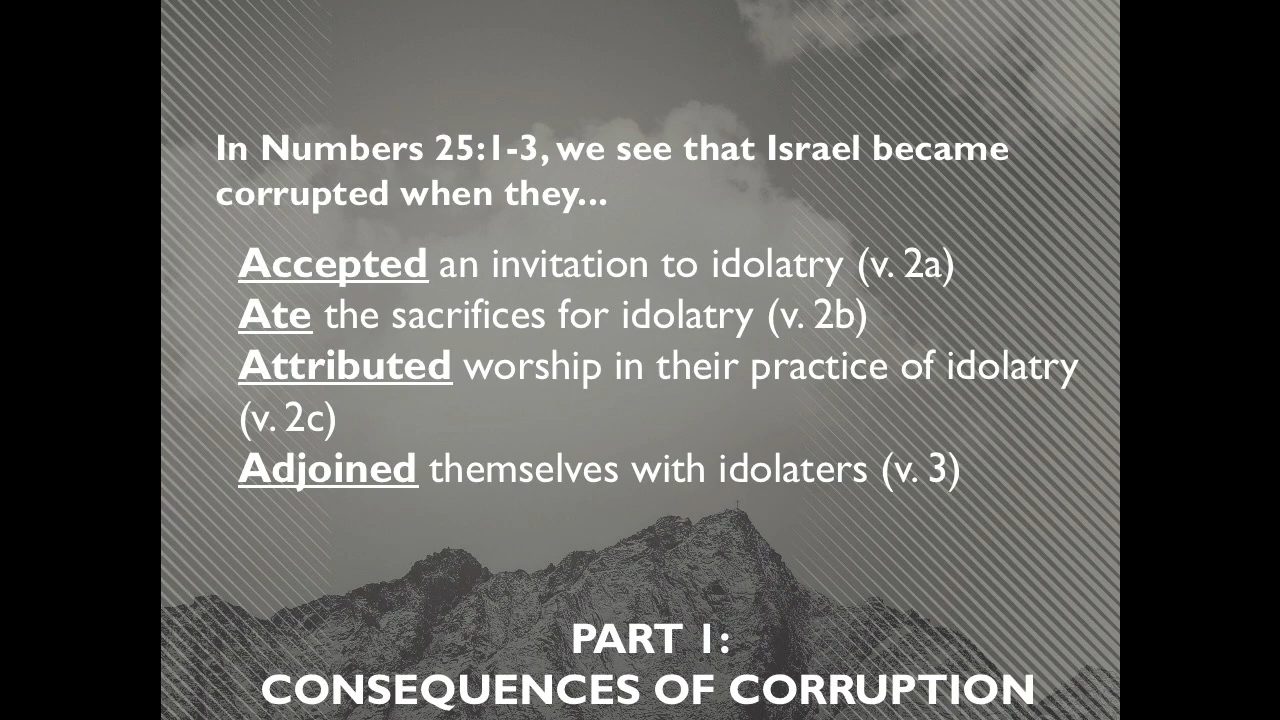 In Numbers 25:1-3, we see that Israel became
corrupted when they...
Accepted an invitation to idolatry (v. 2a)
Ate the sacrifices for idolatry (v. 2b)
Attributed worship in their practice of idolatry
(v. 2c)
Adjoined themselves with idolaters (v. 3)
PART 1:
CONSEQUENCES OF CORRUPTION